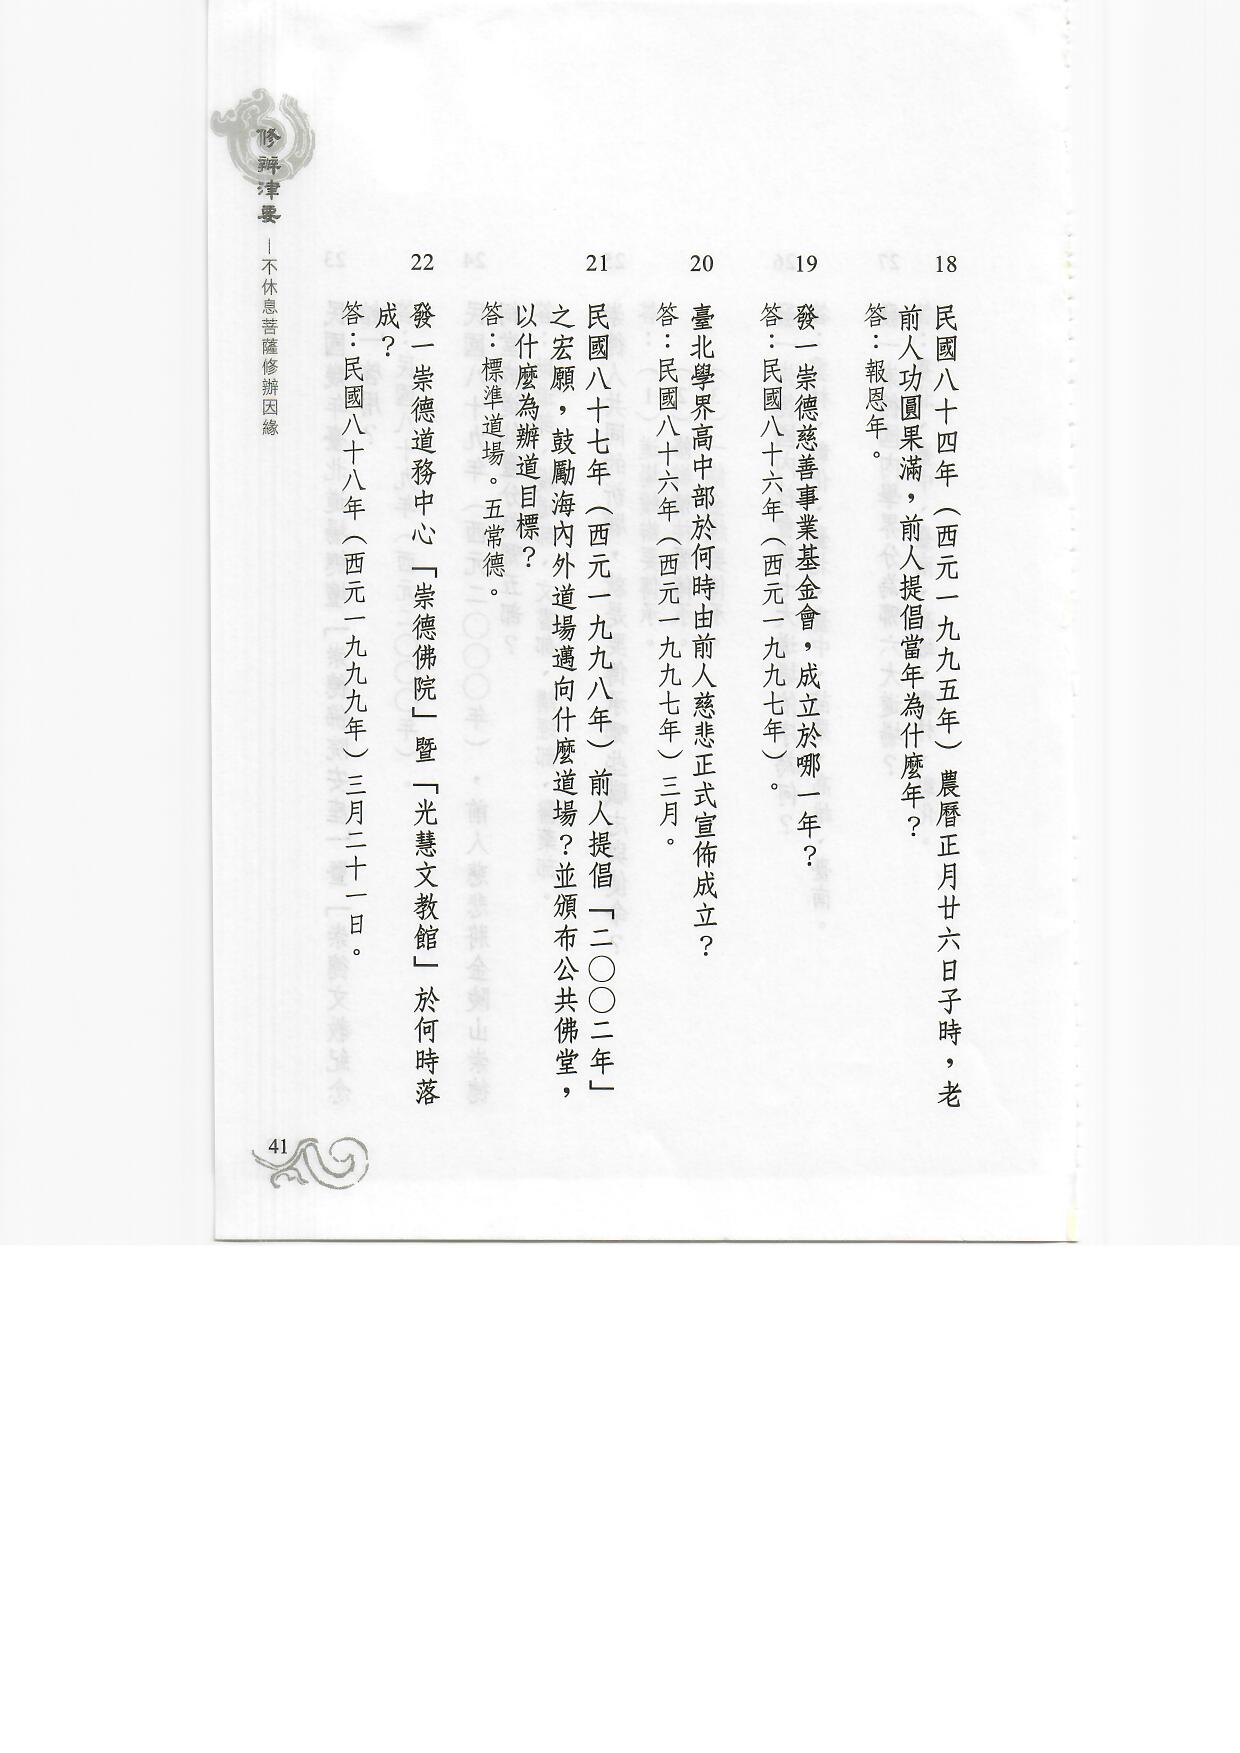 18
民國八十四年（西元一九九五年）農曆正月廿六日子時，老
前人功圓果滿，前人提倡當年為什麼年？
答：報恩年。
19
發一崇德慈善事業基金會，成立於哪一年？
答：民國八十六年（西元一九九七年）。
20
臺北學界高中部於何時由前人慈悲正式宣佈成立？
答：民國八十六年（西元一九九七年）三月。
21
民國八十七年（西元一九九八年）前人提倡「二〇〇二年」
之宏願，鼓勵海內外道場邁向什麼道場？並頒布公共佛堂，
以什麼為辦道目標？
答：標準道場。五常德。
22
發一崇德道務中心「崇德佛院」暨「光慧文教館」於何時落
成？
答：民國八十八年（西元一九九九年）三月二十一日。
修辦津要－不休息菩薩修辦因緣
41